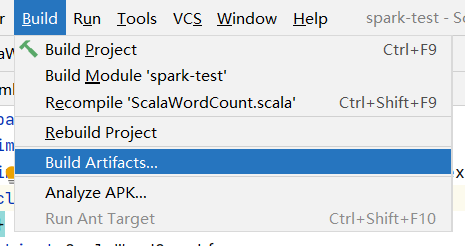 Build Run Tools VCS Window Help spark-test - Sc
Build Project Ctrl+F9
Build Module 'spark-test'
Recompile 'ScalaWordCount.scala' Ctrl+Shift+F9
Rebuild Project
Build Artifacts...
Analyze APK...
Run Ant Target Ctrl+Shift+F10